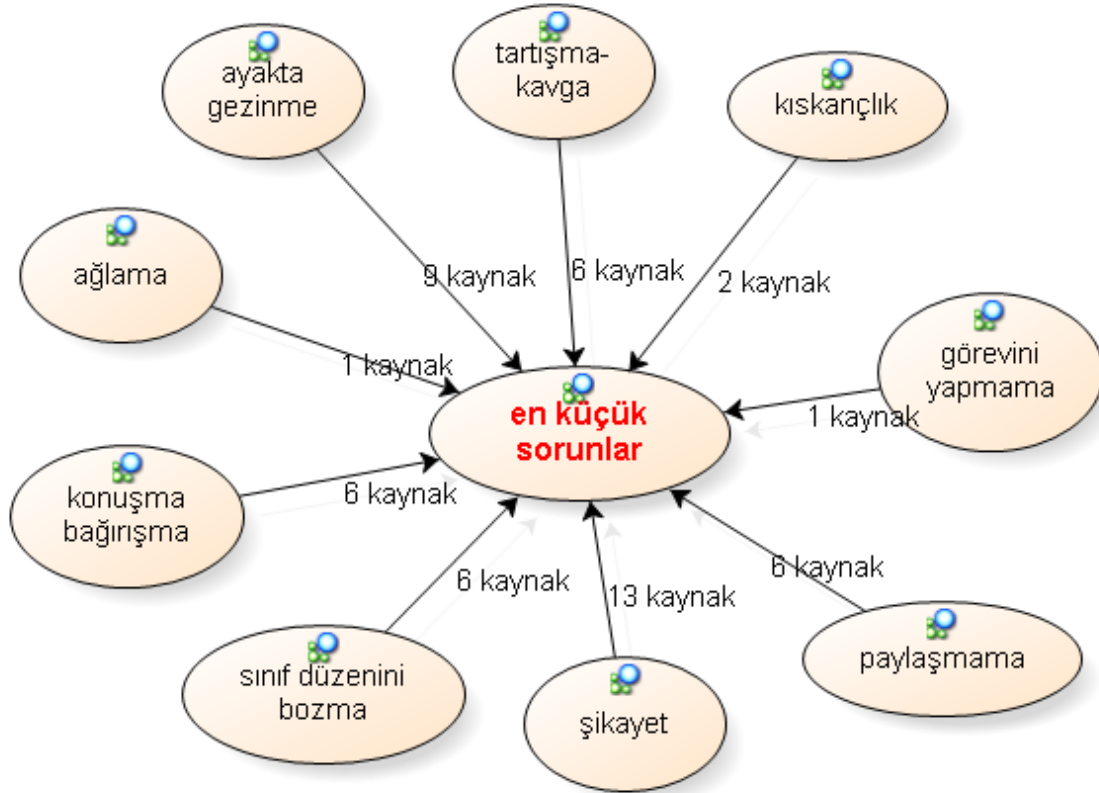 ayakta
gezinme
tartışma-
kavga
kıskançlık
ağlama
9 kaynak
6 kaynak
2 kaynak
görevini
yapmama
1 kaynak
1 kaynak
en küçük
sorunlar
konuşma
bağırışma
6 kaynak
6 kaynak
13 kaynak
6 kaynak
sınıf düzenini
bozma
şikayet
paylaşmama